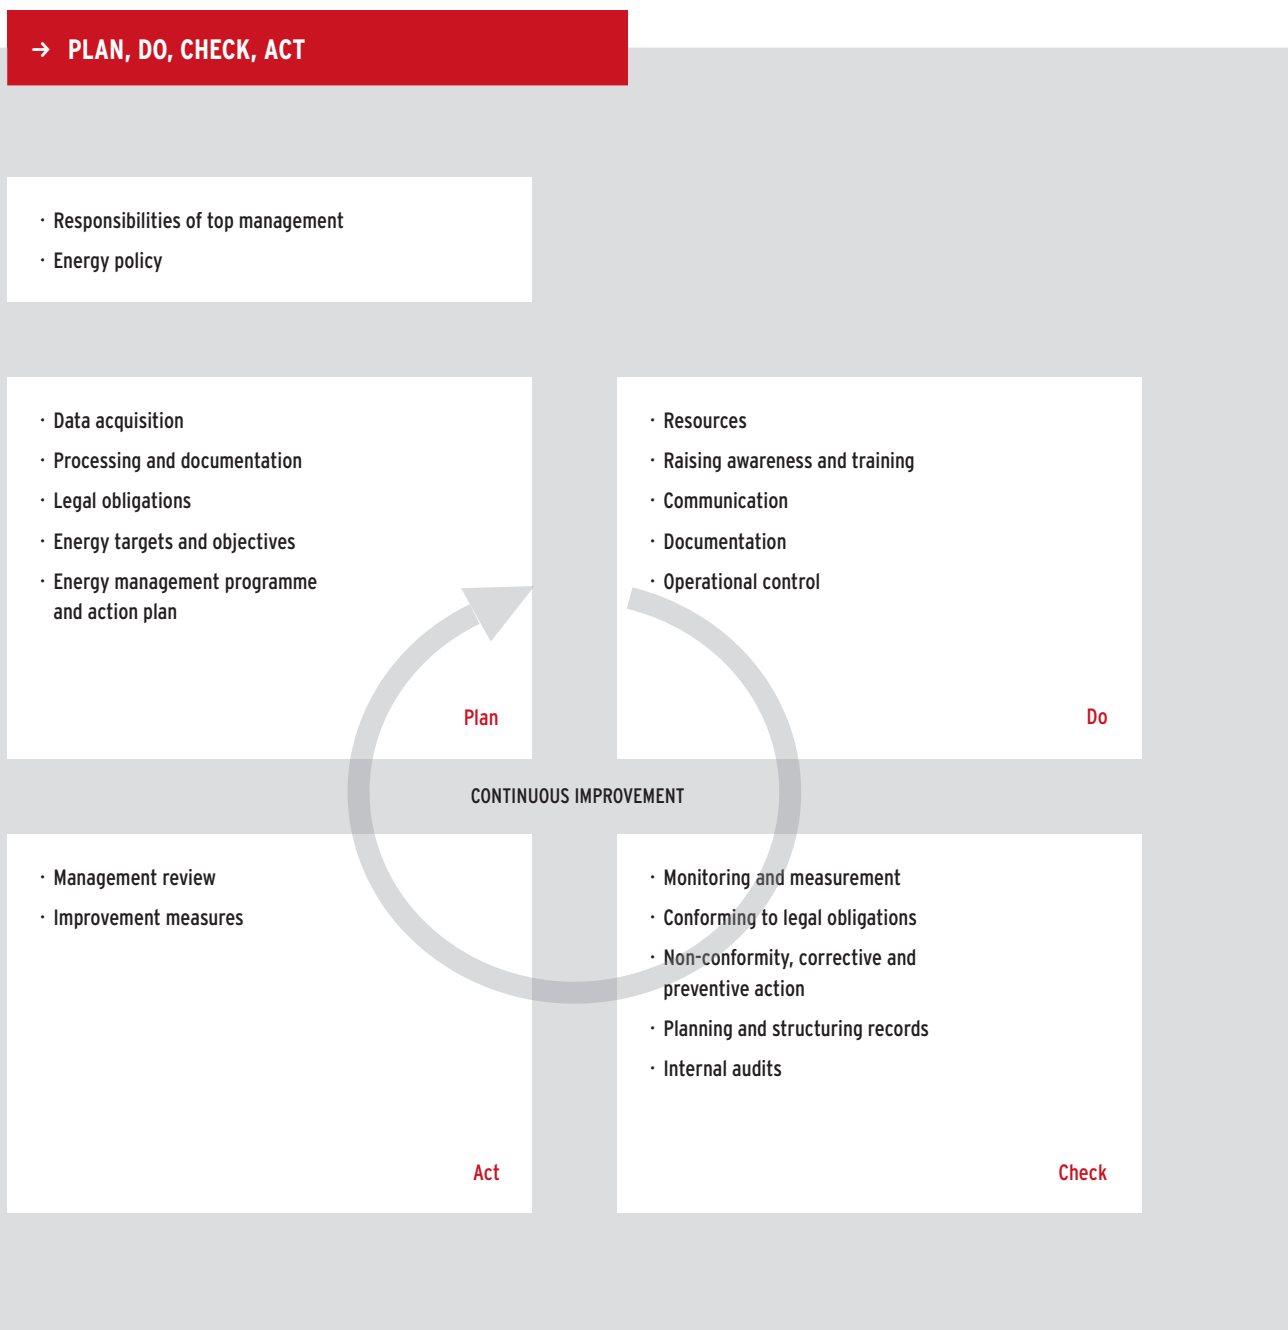 → PLAN, DO, CHECK, ACT
· Responsibilities of top management
· Energy policy
· Data acquisition
· Processing and documentation
· Legal obligations
· Energy targets and objectives
· Energy management programme
and action plan
Plan
· Resources
· Raising awareness and training
· Communication
· Documentation
· Operational control
Do
CONTINUOUS IMPROVEMENT
· Management review
· Improvement measures
Act
· Monitoring and measurement
· Conforming to legal obligations
· Non-conformity, corrective and
preventive action
· Planning and structuring records
· Internal audits
Check